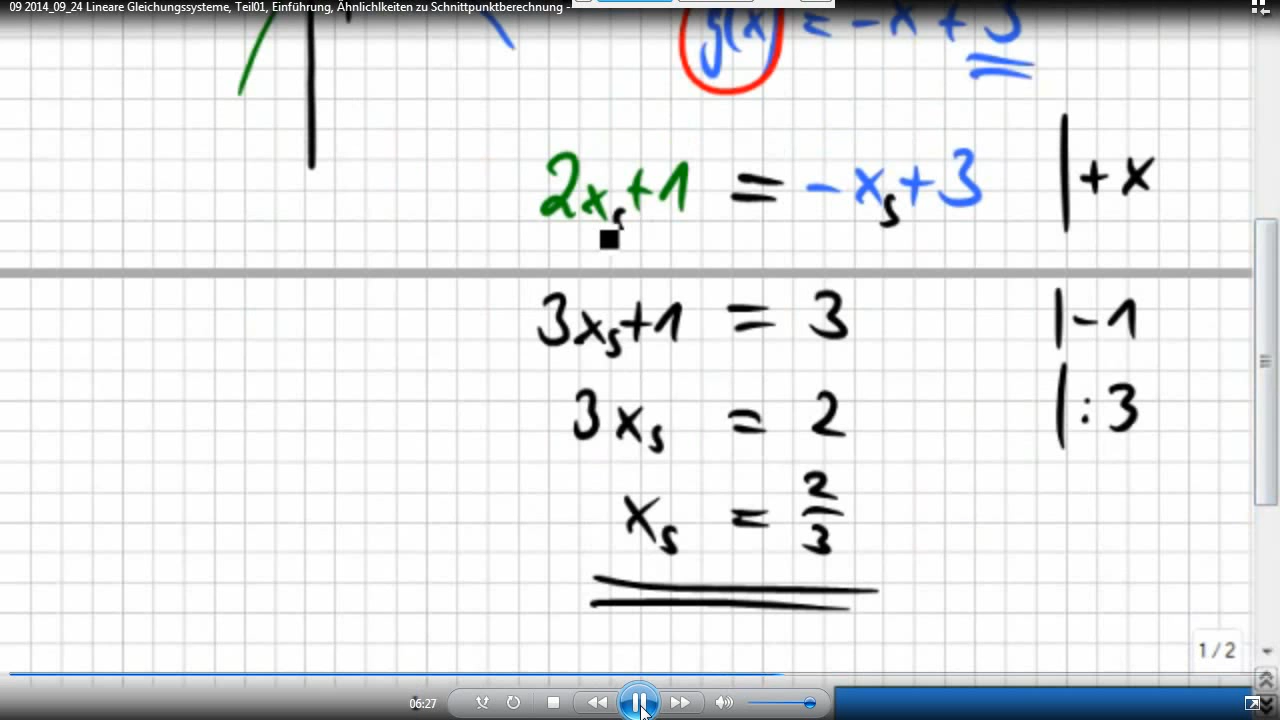 09 2014_09_24 Lineare Gleichungssysteme, Teil01, Einführung, Ähnlichkeiten zu Schnittpunktberechnung -
g(x) = -x + 3
2xₛ+1 = -xₛ+3 |+x
3xₛ+1 = 3 |-1
3xₛ = 2 |:3
xₛ = 2/3
1 / 2
06:27